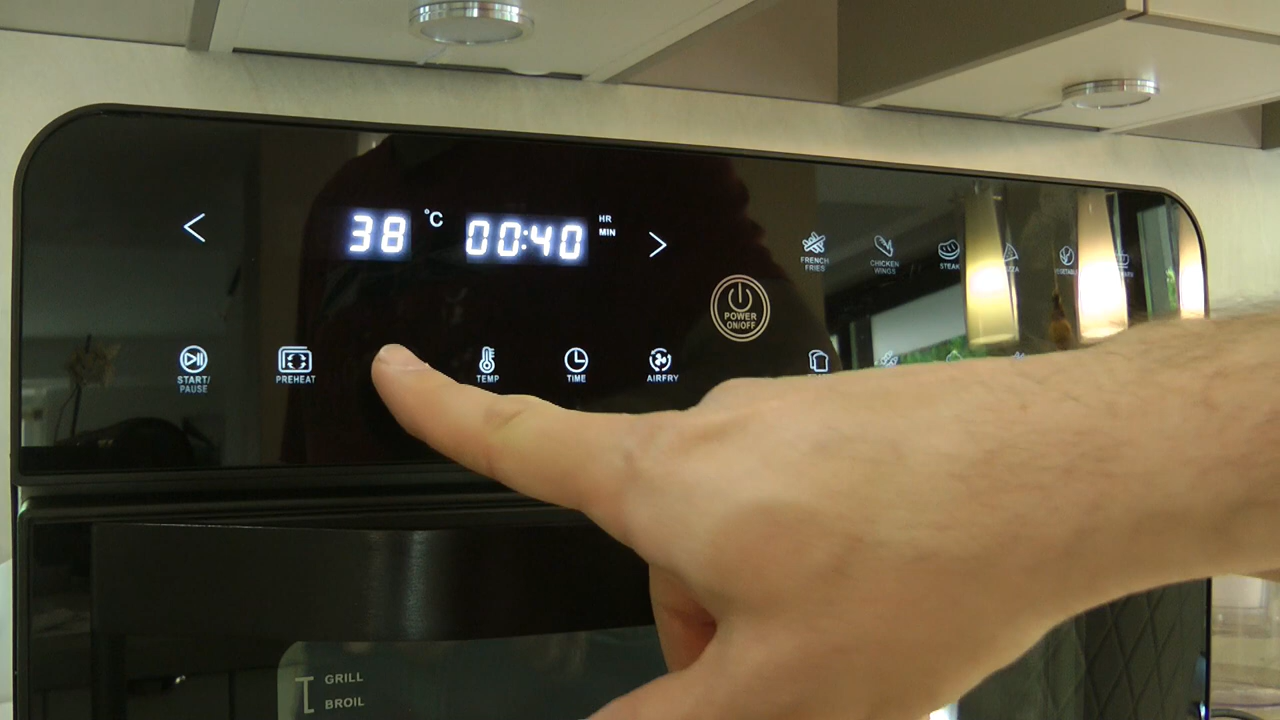 38 °C 00:40 HR
MIN
FRENCH
FRIES
CHICKEN
WINGS
STEAK
POWER
ON/OFF
START/
PAUSE
PREHEAT
TEMP
TIME
AIRFRY
GRILL
BROIL